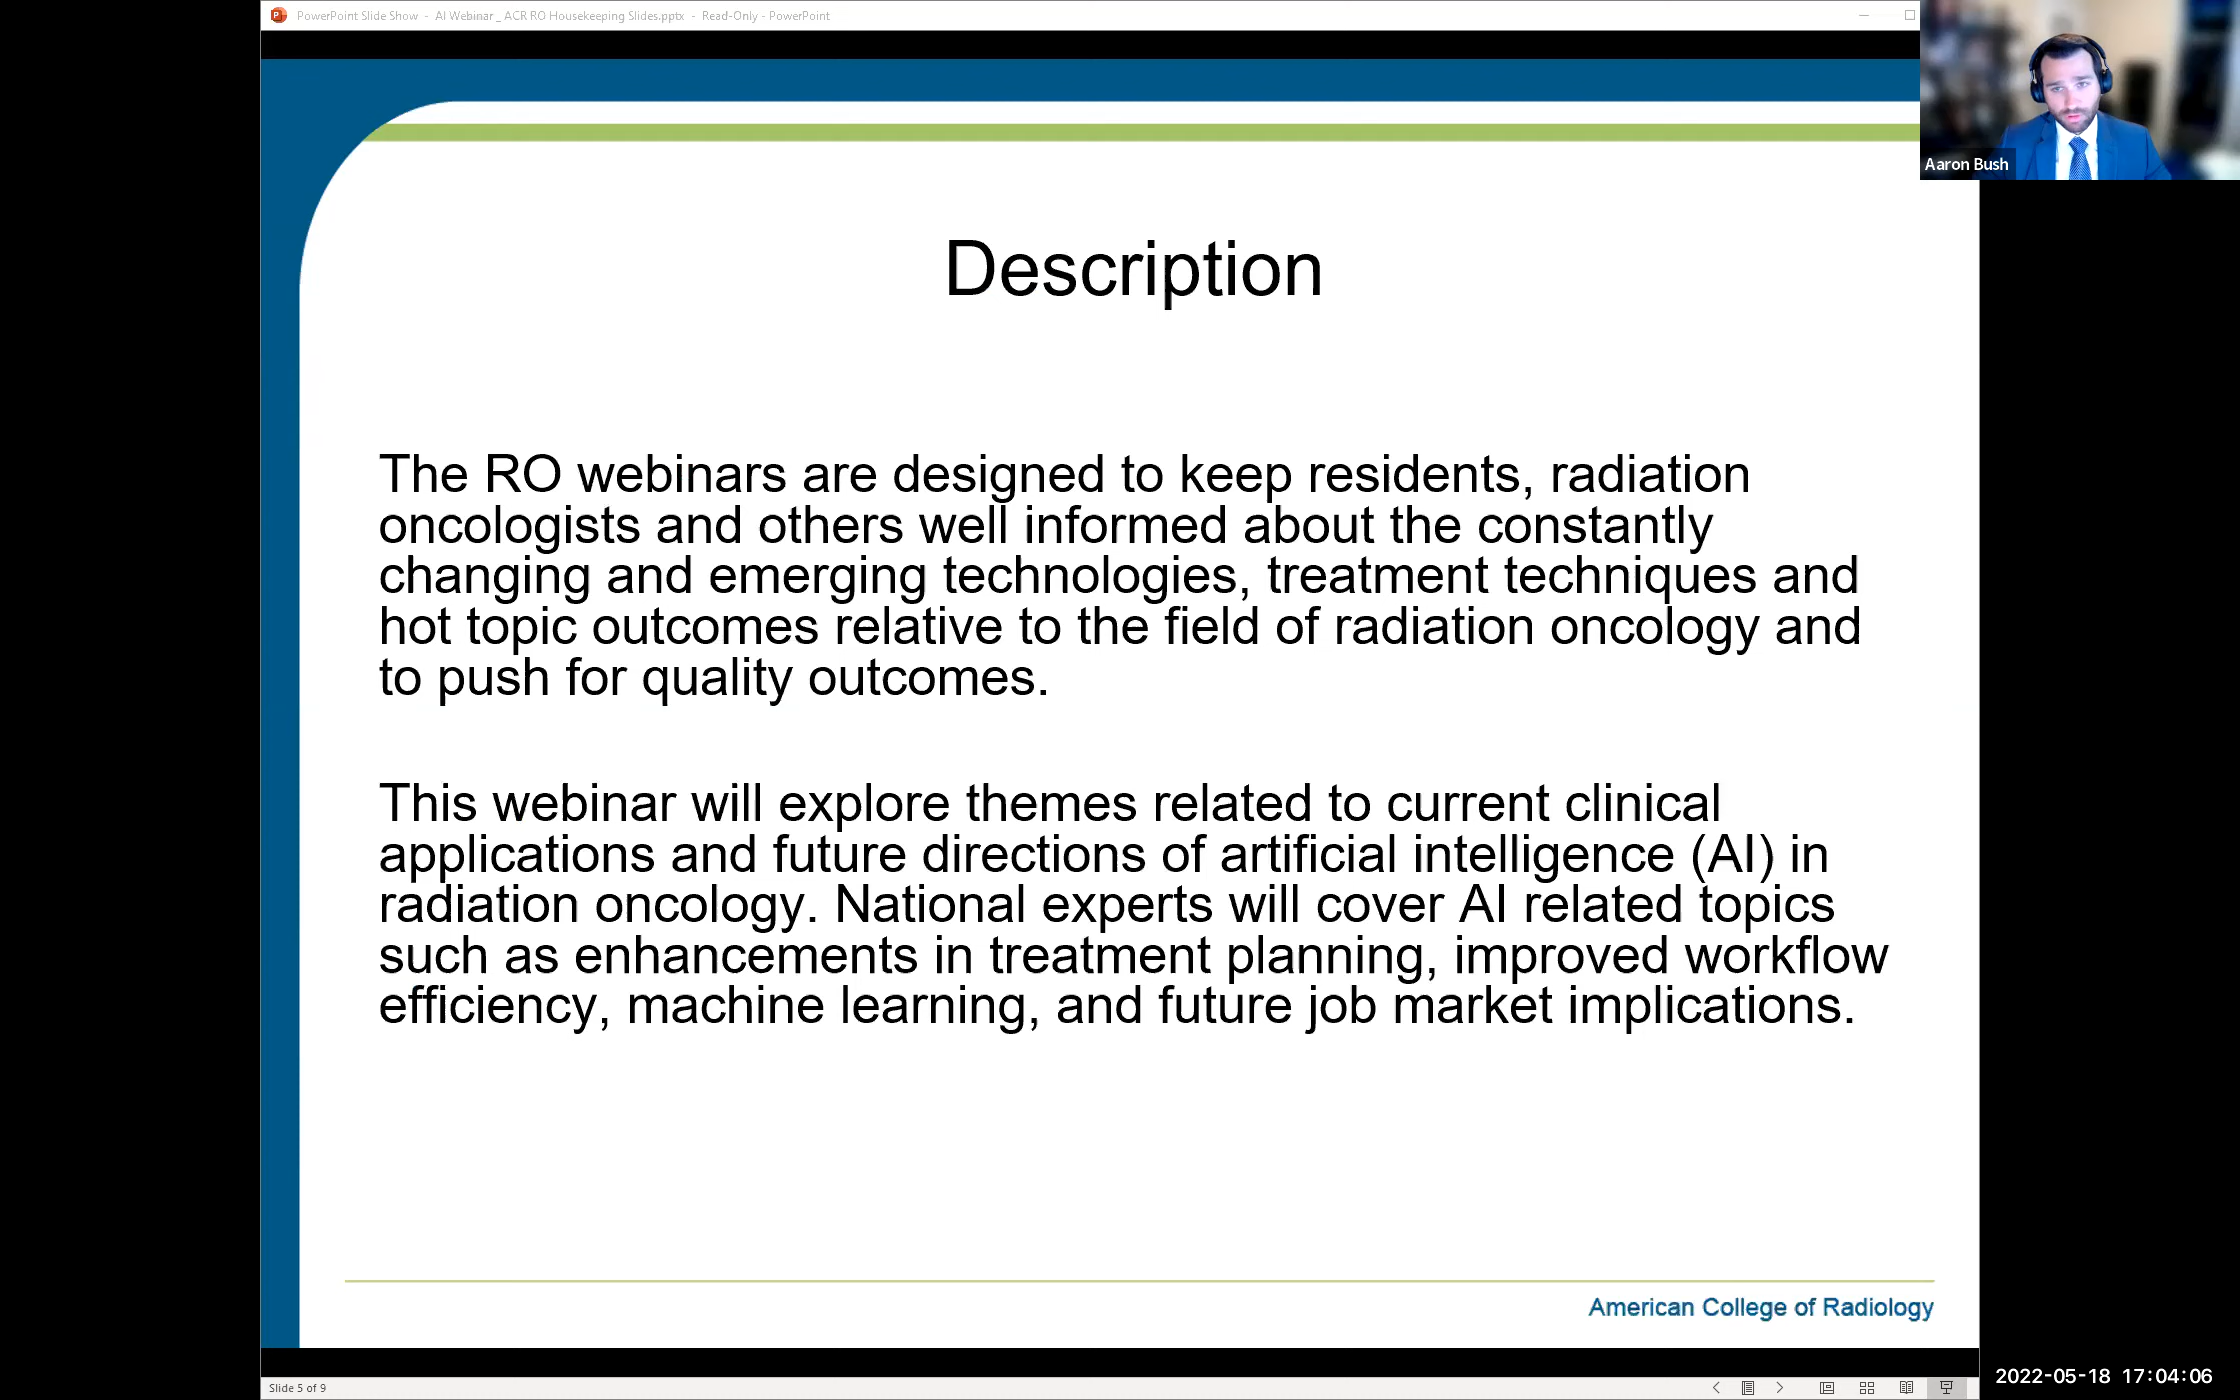 PowerPoint Slide Show - AI Webinar _ ACR RO Housekeeping Slides.pptx - Read-Only - PowerPoint
Aaron Bush
Description
The RO webinars are designed to keep residents, radiation
oncologists and others well informed about the constantly
changing and emerging technologies, treatment techniques and
hot topic outcomes relative to the field of radiation oncology and
to push for quality outcomes.
This webinar will explore themes related to current clinical
applications and future directions of artificial intelligence (AI) in
radiation oncology. National experts will cover AI related topics
such as enhancements in treatment planning, improved workflow
efficiency, machine learning, and future job market implications.
American College of Radiology
Slide 5 of 9
2022-05-18 17:04:06